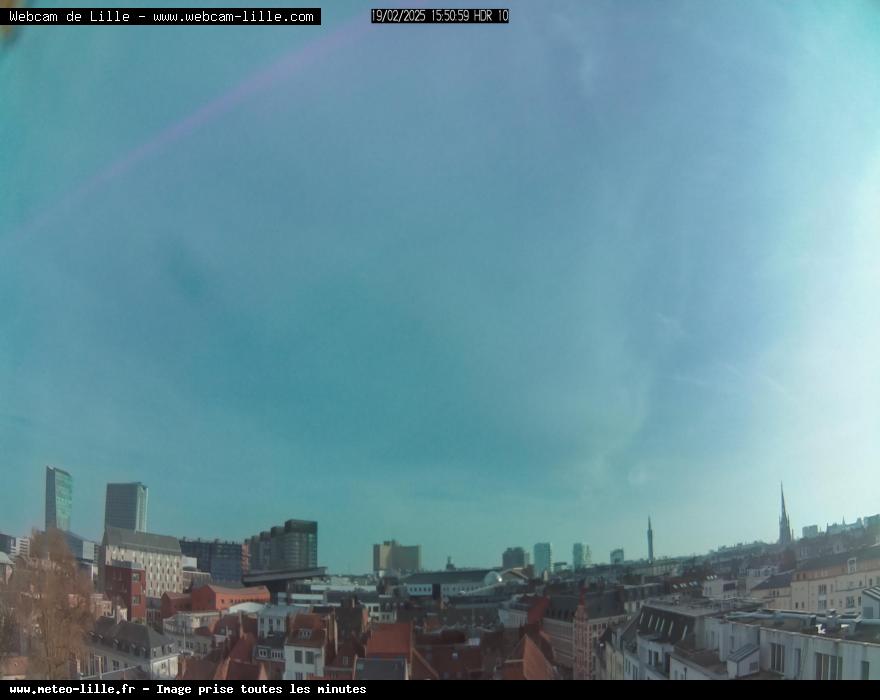 Webcam de Lille - www.webcam-lille.com
19/02/2025 15:50:59 HDR 10
www.meteo-lille.fr - Image prise toutes les minutes